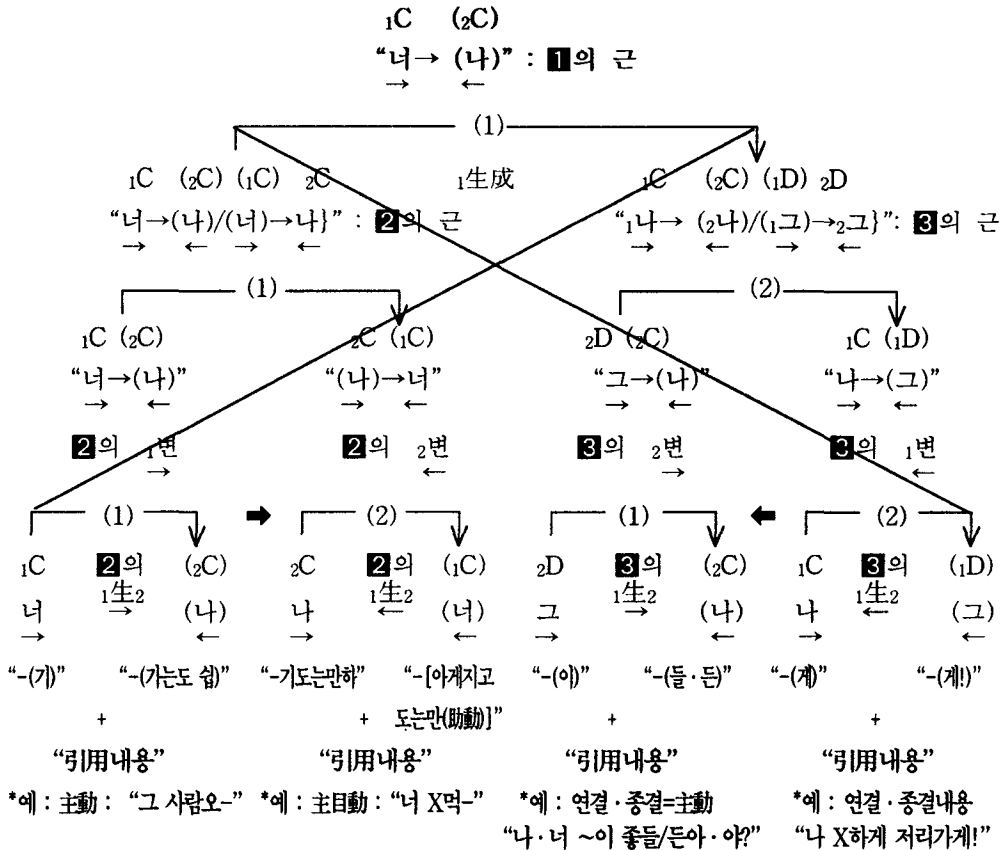 ₁C (₂C)
“너→ (나)” : 1의 근
→ ←
(1)
₁C (₂C) (₁C) ₂C ₁生成 ₁C (₂C) (₁D) ₂D
“너→(나)/(너)→나}” : 2의 근 “₁나→ (₂나)/(₁그)→₂그}” : 3의 근
→ ← → ← → ← → ←
(1) (2)
₁C (₂C) ₂C (₁C) ₂D (₂C) ₁C (₁D)
“너→(나)” “(나)→너” “그→(나)” “나→(그)”
→ ← → ← → ← → ←
2의 ₁변 2의 ₂변 3의 ₂변 3의 ₁변
→ ← → ←
(1) ➡ (2) (1) ⬅ (2)
₁C 2의 (₂C) ₂C 2의 (₁C) ₂D 3의 (₂C) ₁C 3의 (₁D)
₁生₂ ₁生₂ ₁生₂ ₁生₂
→ ← → ←
너 (나) 나 (너) 그 (나) 나 (그)
→ ← → ← → ← → ←
“-(기)” “-(가는도 쉽)” “-기도는만하” “-[아게지고 “-(이)” “-(들·든)” “-(게)” “-(게!)”
+ + 도는만(助動)]” + +
“引用내용” “引用내용” “引用내용” “引用내용”
*예 : 主動 : “그 사람오-” *예 : 主目動 : “너 X먹-” *예 : 연결·종결=主動 *예 : 연결·종결내용
“나·너 ~이 좋들/든아·야?” “나 X하게 저리가게!”